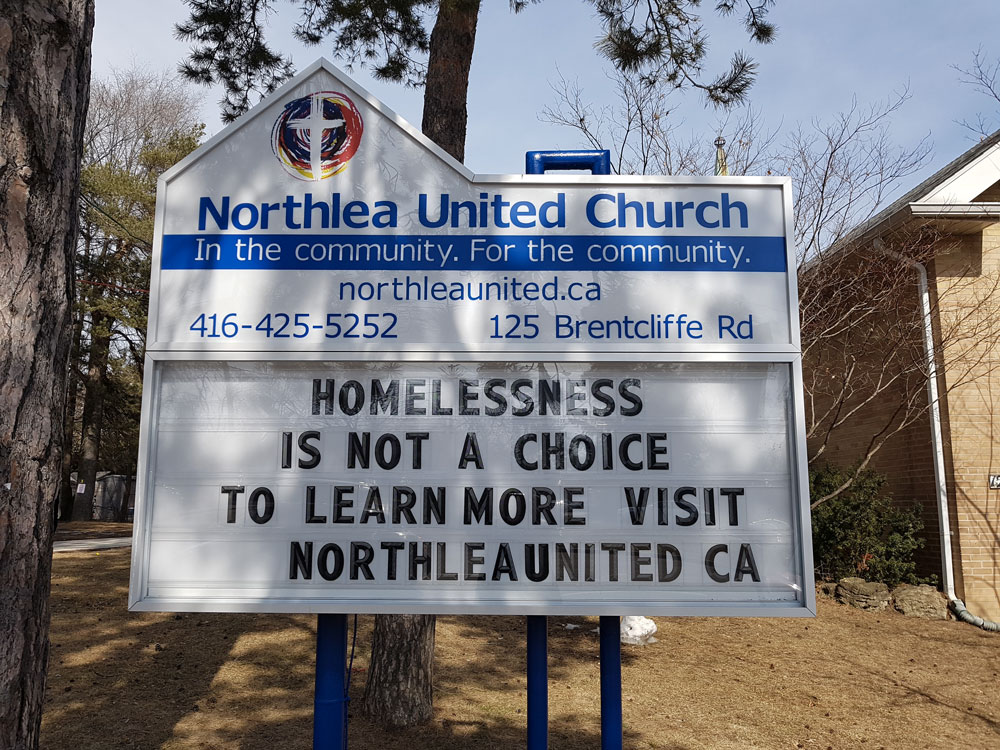 Northlea United Church
In the community. For the community.
northleaunited.ca
416-425-5252 125 Brentcliffe Rd
HOMELESSNESS
IS NOT A CHOICE
TO LEARN MORE VISIT
NORTHLEAUNITED CA